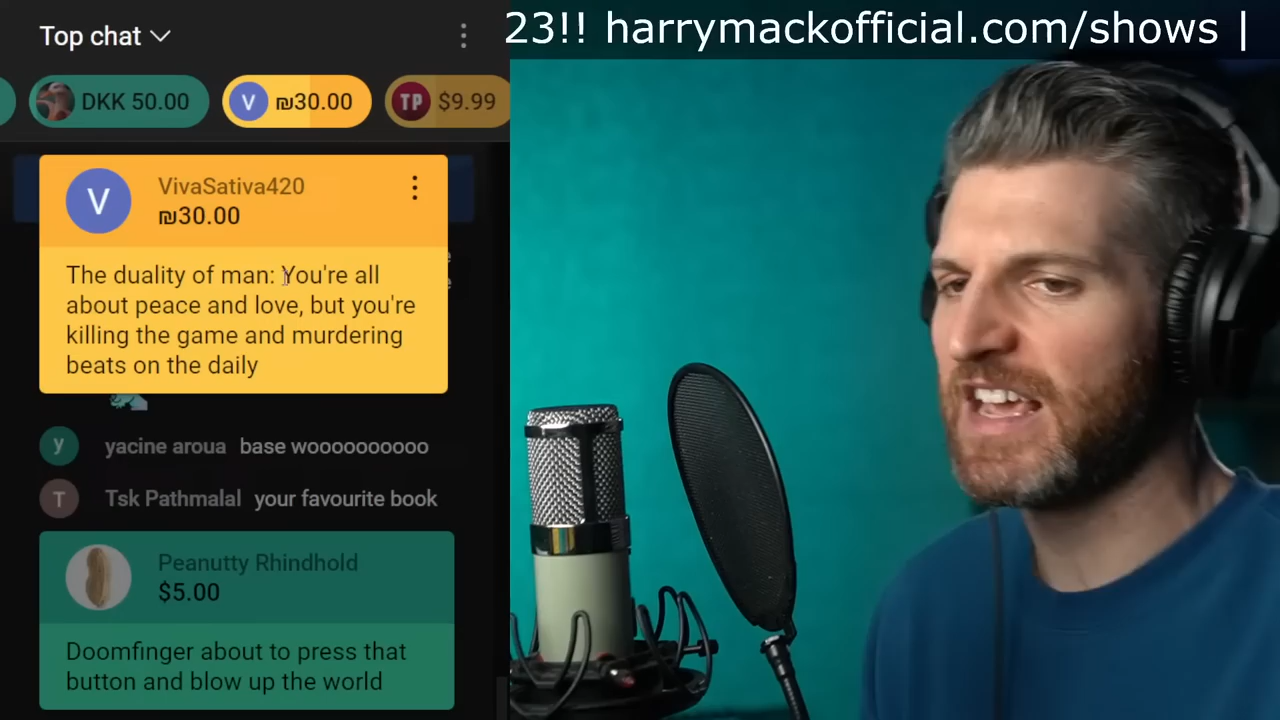 Top chat
23!! harrymackofficial.com/shows |
DKK 50.00
V
₪30.00
TP
$9.99
V
VivaSativa420
₪30.00
The duality of man: You're all
about peace and love, but you're
killing the game and murdering
beats on the daily
y
yacine aroua base woooooooooo
T
Tsk Pathmalal your favourite book
Peanutty Rhindhold
$5.00
Doomfinger about to press that
button and blow up the world